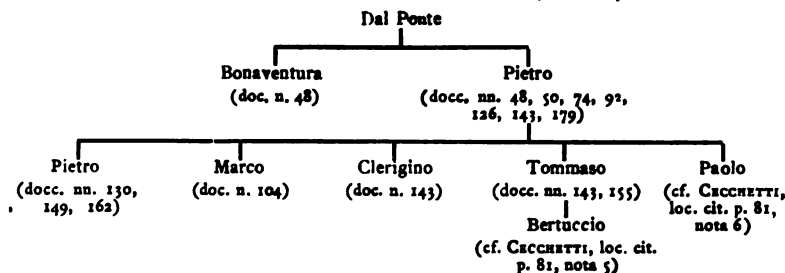 Dal Ponte
Bonaventura
(doc. n. 48)
Pietro
(docc. nn. 48, 50, 74, 92,
126, 143, 179)
Pietro
(docc. nn. 130,
149, 162)
Marco
(doc. n. 104)
Clerigino
(doc. n. 143)
Tommaso
(docc. nn. 143, 155)
Paolo
(cf. CECCHETTI,
loc. cit. p. 81,
nota 6)
Bertuccio
(cf. CECCHETTI, loc. cit.
p. 81, nota 5)